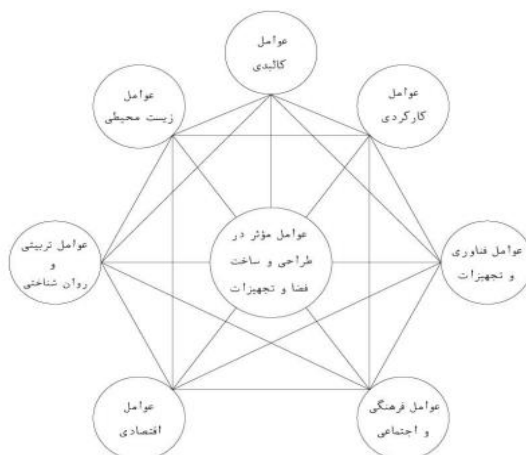 عوامل
کالبدی
عوامل
زیست محیطی
عوامل
کارکردی
عوامل تربیتی
و
روان شناختی
عوامل مؤثر در
طراحی و ساخت
فضا و تجهیزات
عوامل فناوری
و تجهیزات
عوامل
اقتصادی
عوامل فرهنگی
و اجتماعی